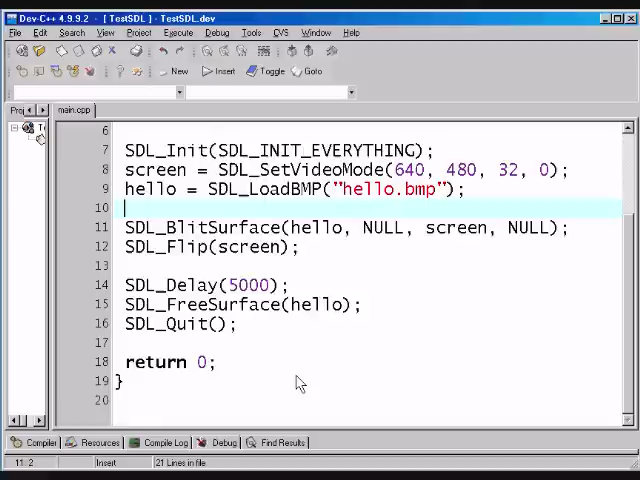 Dev-C++ 4.9.9.2 - [ TestSDL ] - TestSDL.dev
File Edit Search View Project Execute Debug Tools CVS Window Help
New Insert Toggle Goto
main.cpp
6
7 SDL_Init(SDL_INIT_EVERYTHING);
8 screen = SDL_SetVideoMode(640, 480, 32, 0);
9 hello = SDL_LoadBMP("hello.bmp");
10
11 SDL_BlitSurface(hello, NULL, screen, NULL);
12 SDL_Flip(screen);
13
14 SDL_Delay(5000);
15 SDL_FreeSurface(hello);
16 SDL_Quit();
17
18 return 0;
19 }
20
Compiler Resources Compile Log Debug Find Results
11: 2 Insert 21 Lines in file